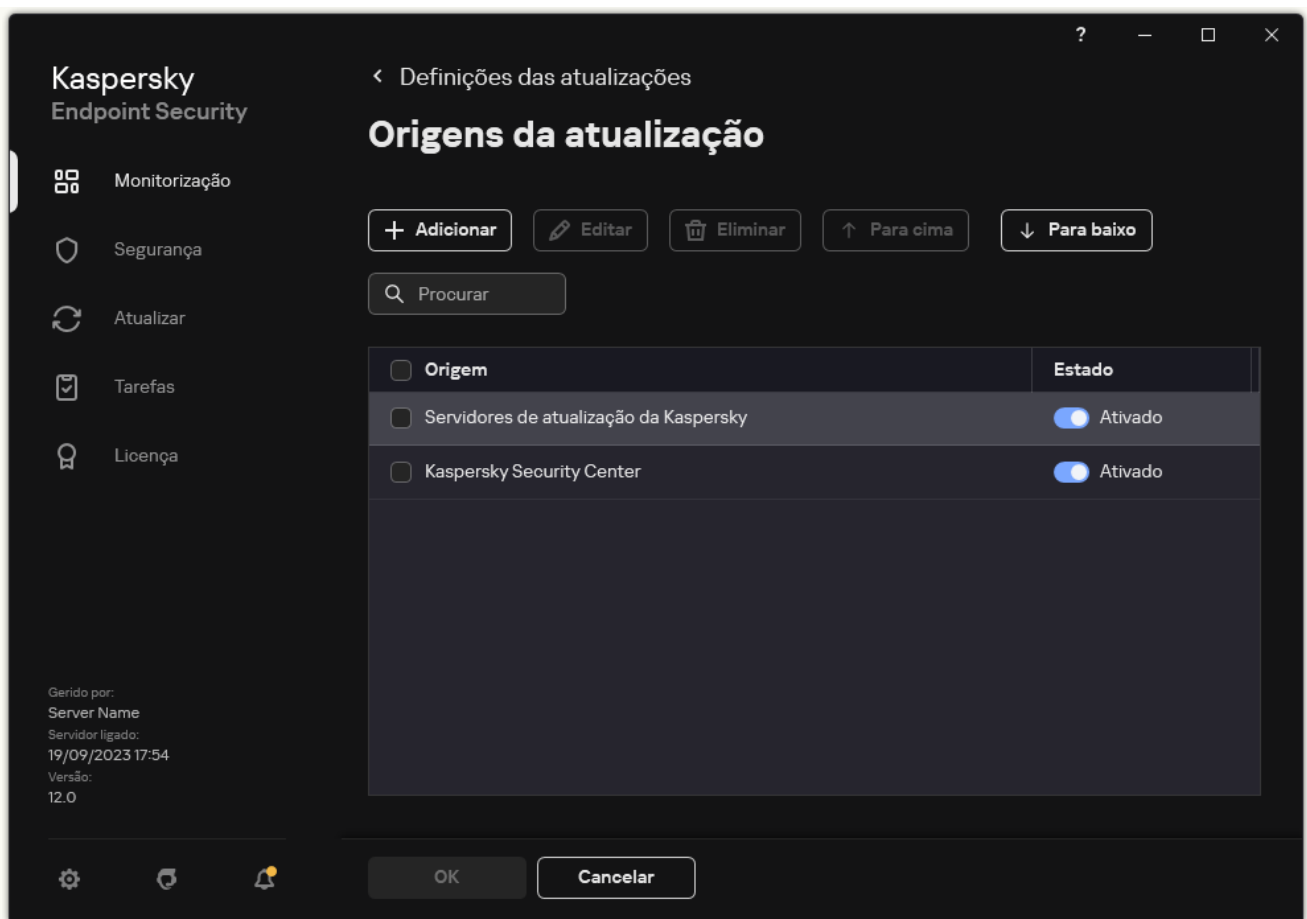 ?
Kaspersky
Endpoint Security
Monitorização
Segurança
Atualizar
Tarefas
Licença
Gerido por:
Server Name
Servidor ligado:
19/09/2023 17:54
Versão:
12.0
Definições das atualizações
Origens da atualização
Adicionar Editar Eliminar Para cima Para baixo
Procurar
Origem Estado
Servidores de atualização da Kaspersky Ativado
Kaspersky Security Center Ativado
OK Cancelar